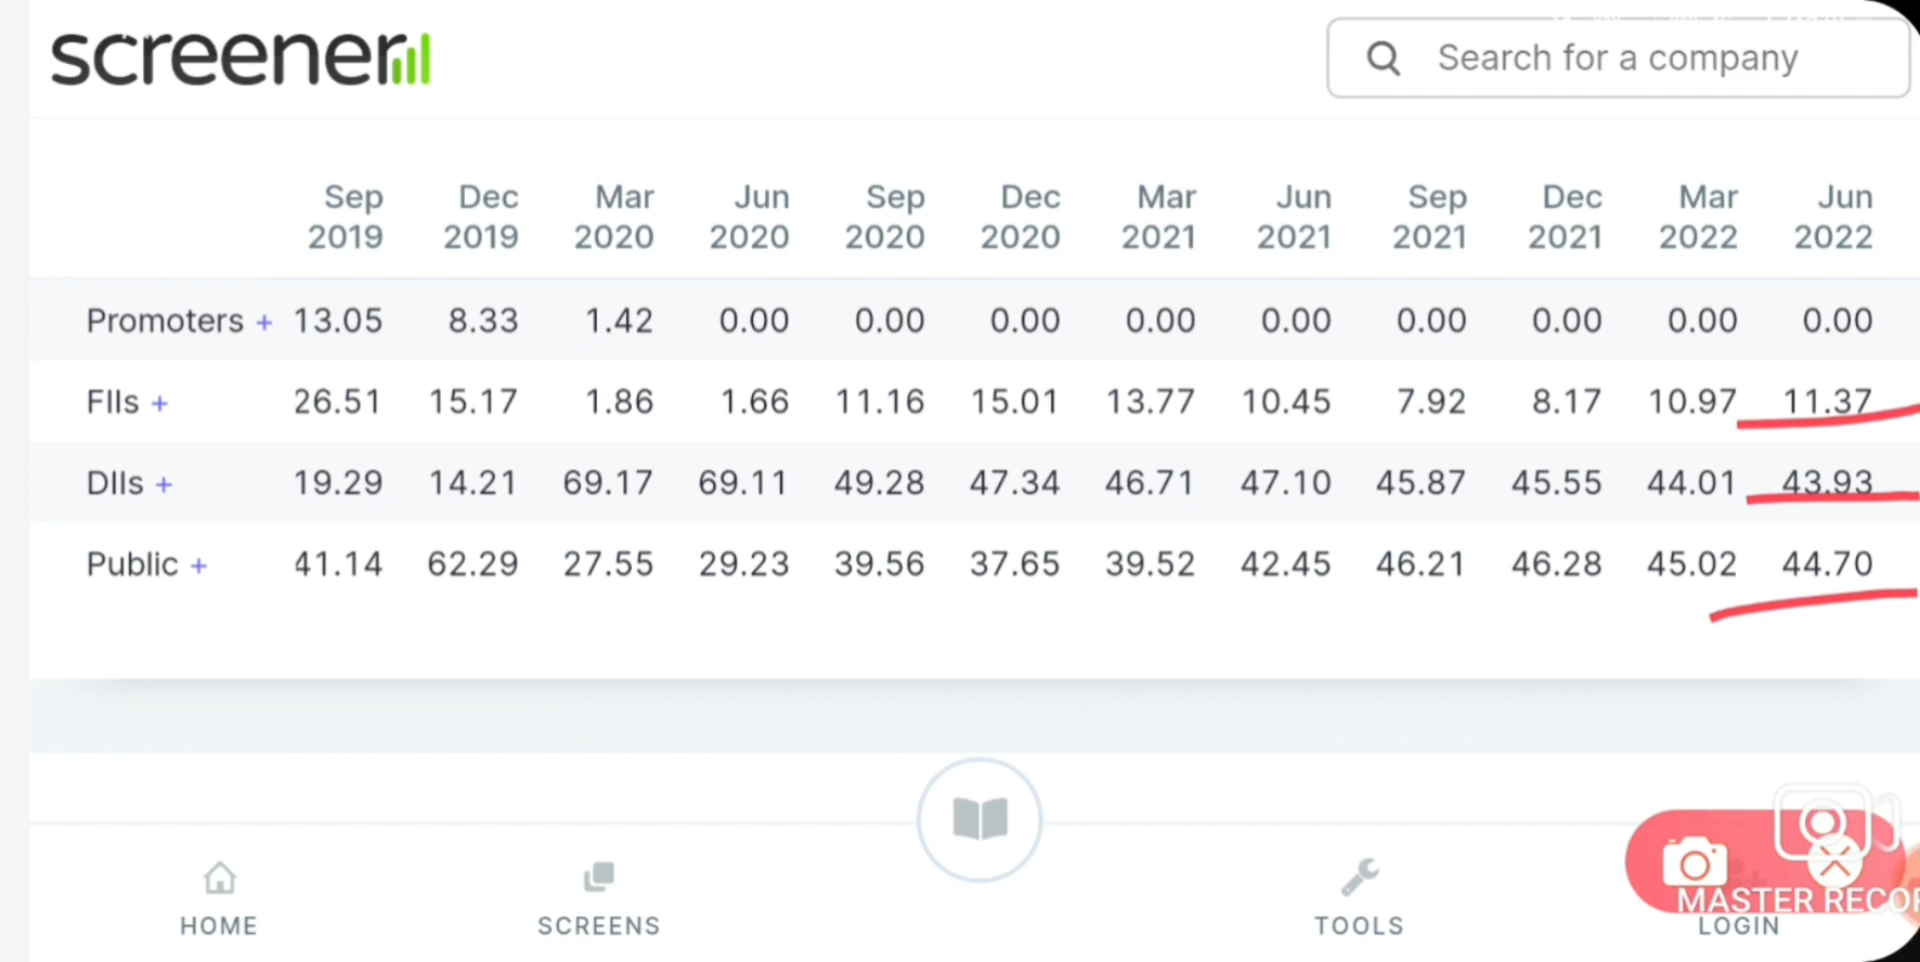 screener
Search for a company
Sep 2019 Dec 2019 Mar 2020 Jun 2020 Sep 2020 Dec 2020 Mar 2021 Jun 2021 Sep 2021 Dec 2021 Mar 2022 Jun 2022
Promoters + 13.05 8.33 1.42 0.00 0.00 0.00 0.00 0.00 0.00 0.00 0.00 0.00
FIIs + 26.51 15.17 1.86 1.66 11.16 15.01 13.77 10.45 7.92 8.17 10.97 11.37
DIIs + 19.29 14.21 69.17 69.11 49.28 47.34 46.71 47.10 45.87 45.55 44.01 43.93
Public + 41.14 62.29 27.55 29.23 39.56 37.65 39.52 42.45 46.21 46.28 45.02 44.70
MASTER RECOR
HOME SCREENS TOOLS LOGIN